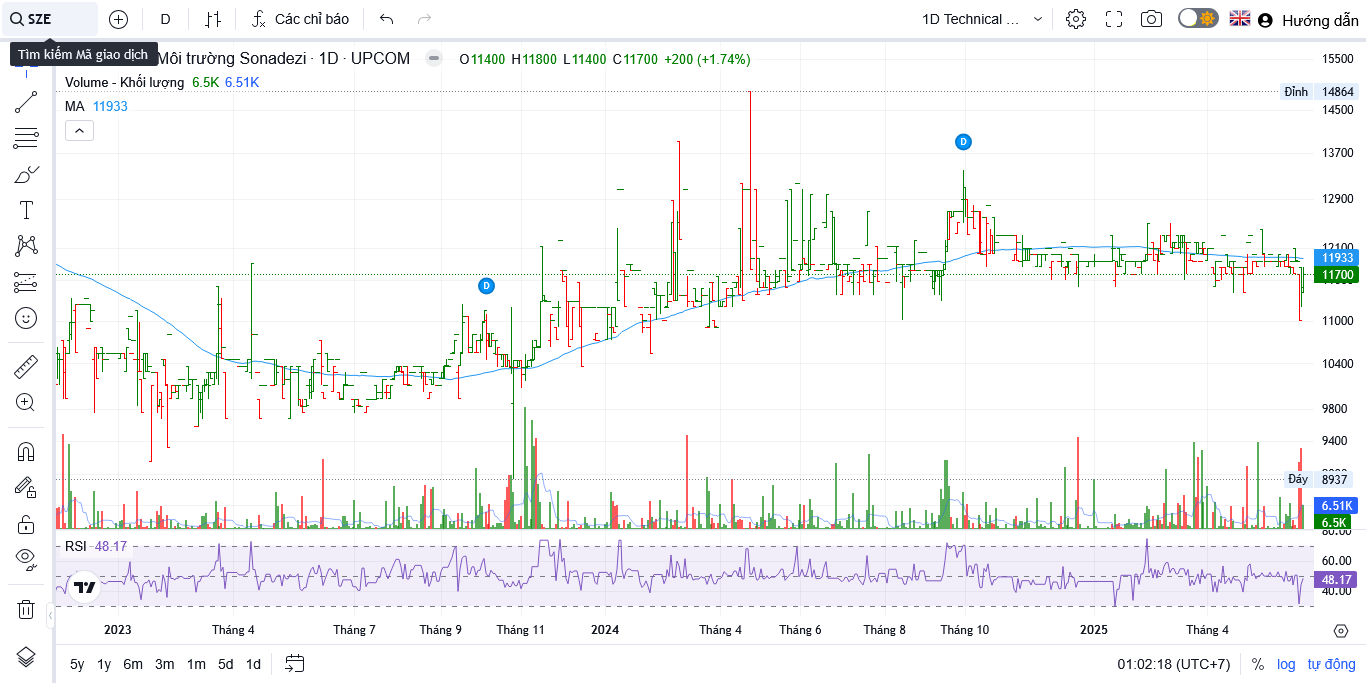 SZE
D
Các chỉ báo
1D Technical ...
Hướng dẫn
Tìm kiếm Mã giao dịch
Môi trường Sonadezi · 1D · UPCOM
O11400 H11800 L11400 C11700 +200 (+1.74%)
Volume - Khối lượng 6.5K 6.51K
MA 11933
15500
Đỉnh 14864
14500
13700
D
12900
12100
11933
11700
D
11000
10400
9800
9400
Đáy 8937
6.51K
6.5K
80.00
RSI 48.17
60.00
48.17
40.00
2023 Tháng 4 Tháng 7 Tháng 9 Tháng 11 2024 Tháng 4 Tháng 6 Tháng 8 Tháng 10 2025 Tháng 4
5y 1y 6m 3m 1m 5d 1d
01:02:18 (UTC+7) % log tự động